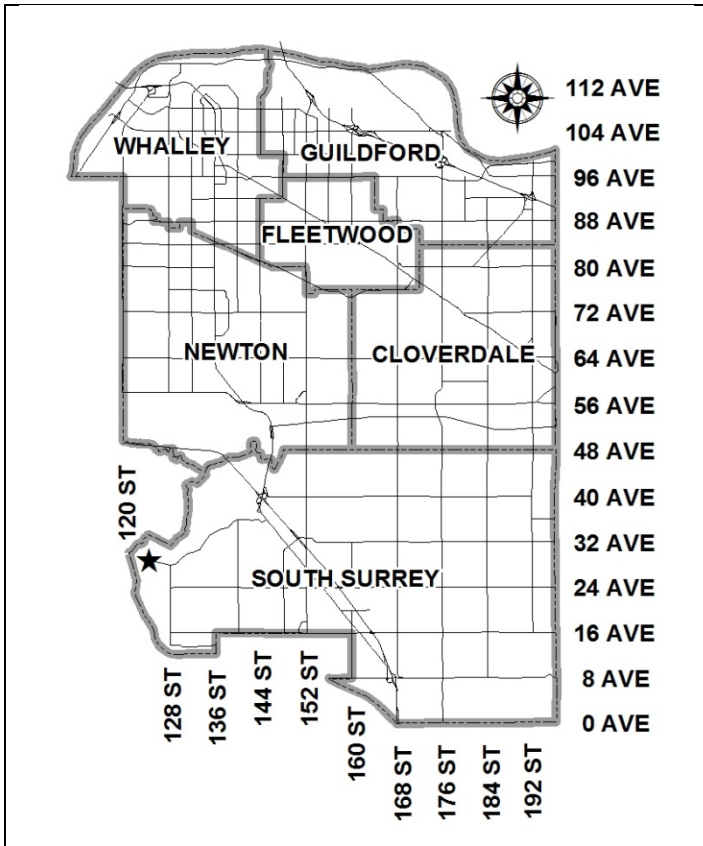 112 AVE
104 AVE
WHALLEY
GUILDFORD
96 AVE
88 AVE
FLEETWOOD
80 AVE
72 AVE
NEWTON
CLOVERDALE
64 AVE
56 AVE
48 AVE
120 ST
40 AVE
32 AVE
SOUTH SURREY
24 AVE
16 AVE
128 ST
136 ST
144 ST
152 ST
160 ST
8 AVE
0 AVE
168 ST
176 ST
184 ST
192 ST